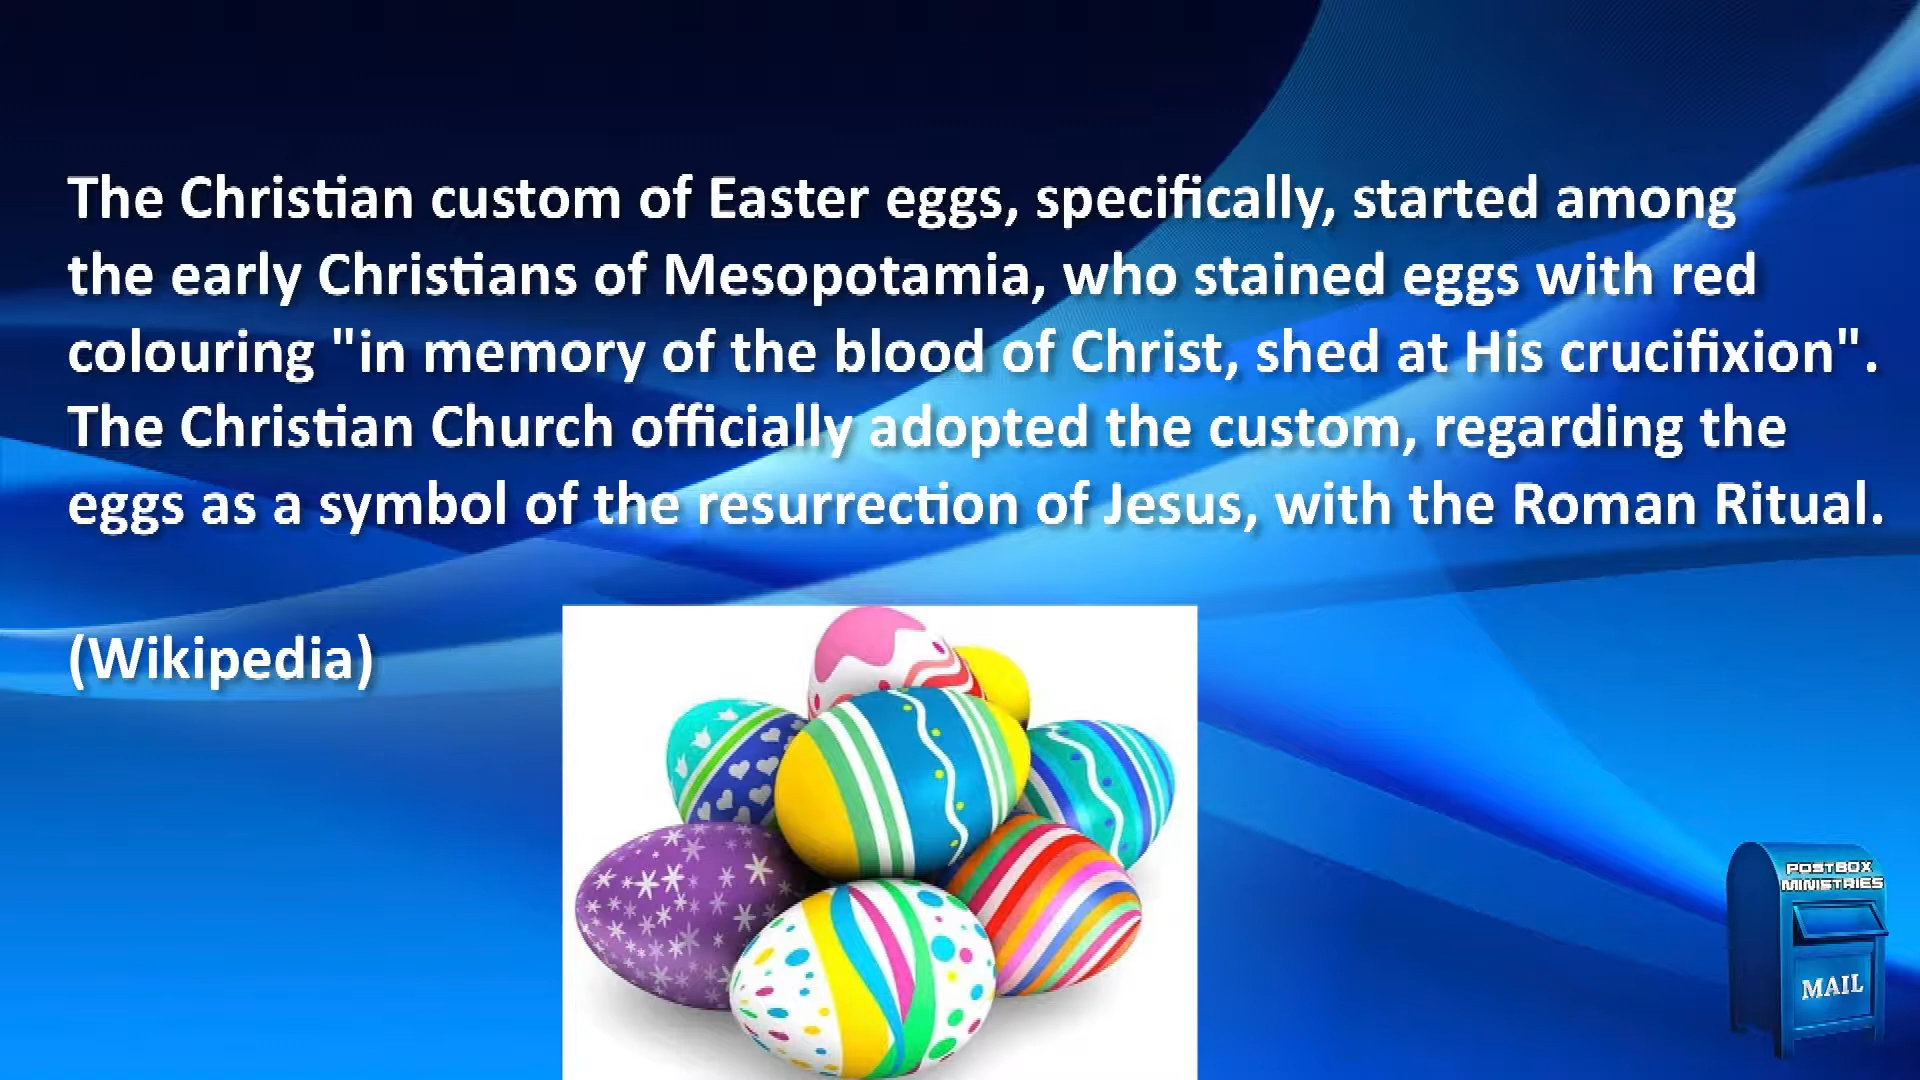 The Christian custom of Easter eggs, specifically, started among
the early Christians of Mesopotamia, who stained eggs with red
colouring "in memory of the blood of Christ, shed at His crucifixion".
The Christian Church officially adopted the custom, regarding the
eggs as a symbol of the resurrection of Jesus, with the Roman Ritual.
(Wikipedia)
POSTBOX
MINISTRIES
MAIL